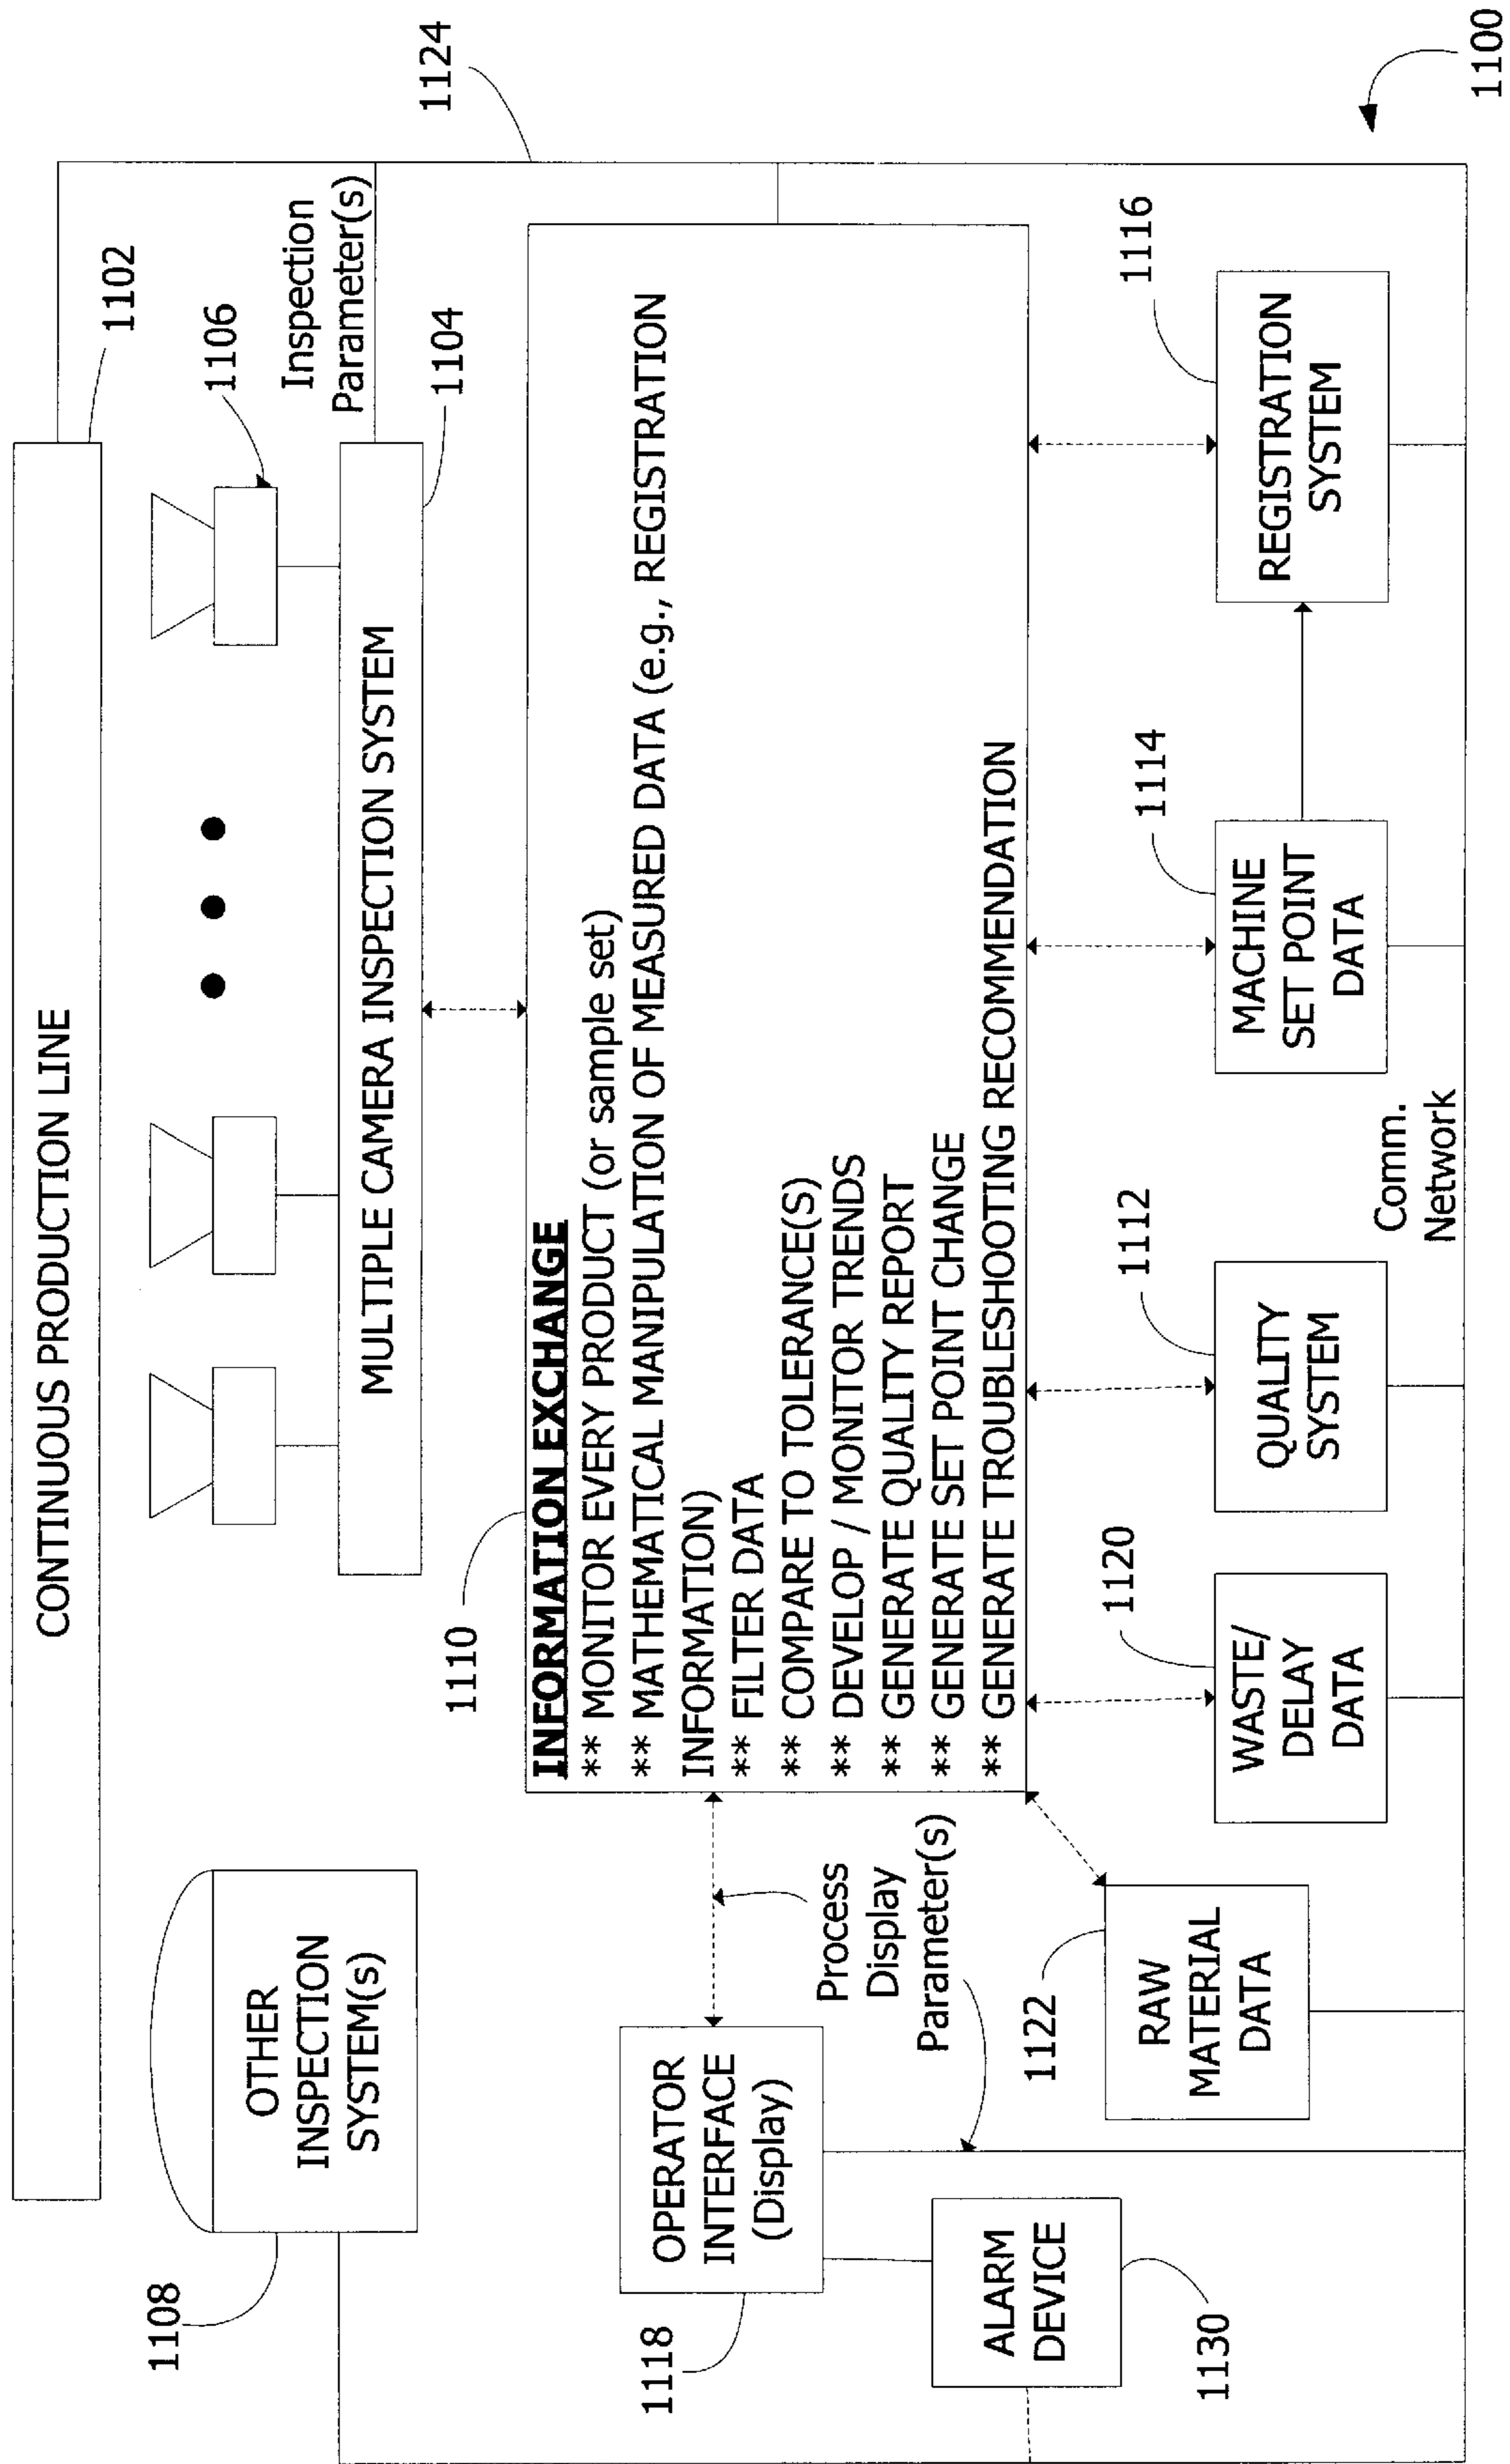 CONTINUOUS PRODUCTION LINE
1102
1106
Inspection
Parameter(s)
1124
1108
OTHER
INSPECTION
SYSTEM(s)
MULTIPLE CAMERA INSPECTION SYSTEM
1104
1110
INFORMATION EXCHANGE
** MONITOR EVERY PRODUCT (or sample set)
** MATHEMATICAL MANIPULATION OF MEASURED DATA (e.g., REGISTRATION
INFORMATION)
** FILTER DATA
** COMPARE TO TOLERANCE(S)
** DEVELOP / MONITOR TRENDS
** GENERATE QUALITY REPORT
** GENERATE SET POINT CHANGE
** GENERATE TROUBLESHOOTING RECOMMENDATION
1118
OPERATOR
INTERFACE
(Display)
Process
Display
Parameter(s)
ALARM
DEVICE
1130
1122
RAW
MATERIAL
DATA
1120
WASTE/
DELAY
DATA
1112
QUALITY
SYSTEM
1114
MACHINE
SET POINT
DATA
1116
REGISTRATION
SYSTEM
Comm.
Network
1100